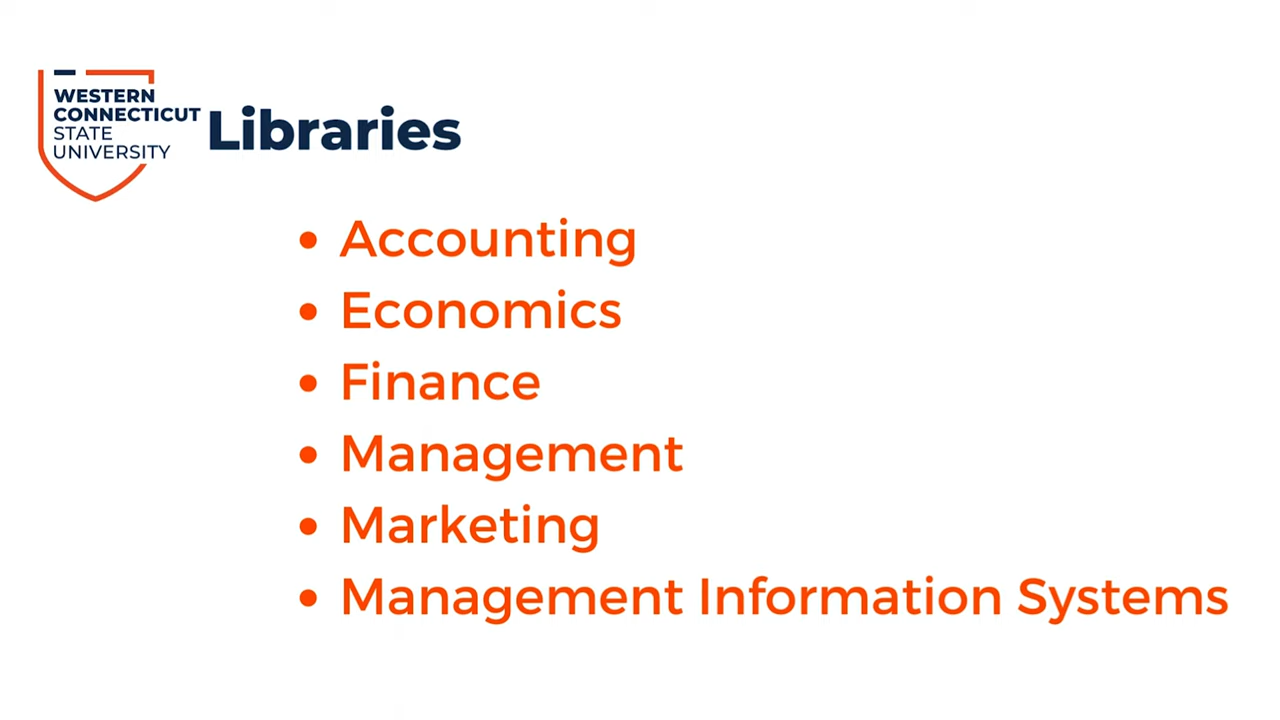 WESTERN
CONNECTICUT
STATE
UNIVERSITY
Libraries
• Accounting
• Economics
• Finance
• Management
• Marketing
• Management Information Systems